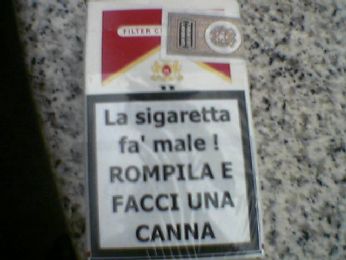 FILTER C
La sigaretta
fa' male !
ROMPILA E
FACCI UNA
CANNA